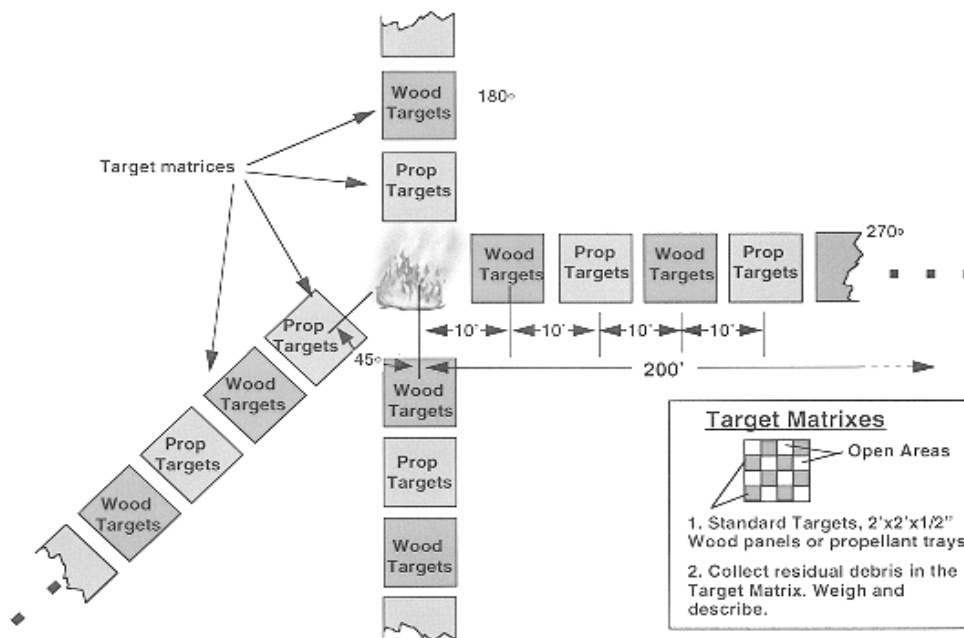 Wood
Targets
180°
Target matrices
Prop
Targets
270°
Wood
Targets
Prop
Targets
Wood
Targets
Prop
Targets
Prop
Targets
10'
10'
10'
10'
45°
200'
Wood
Targets
Wood
Targets
Prop
Targets
Prop
Targets
Wood
Targets
Wood
Targets
Target Matrixes
Open Areas
1. Standard Targets, 2'x2'x1/2"
Wood panels or propellant trays
2. Collect residual debris in the
Target Matrix. Weigh and
describe.